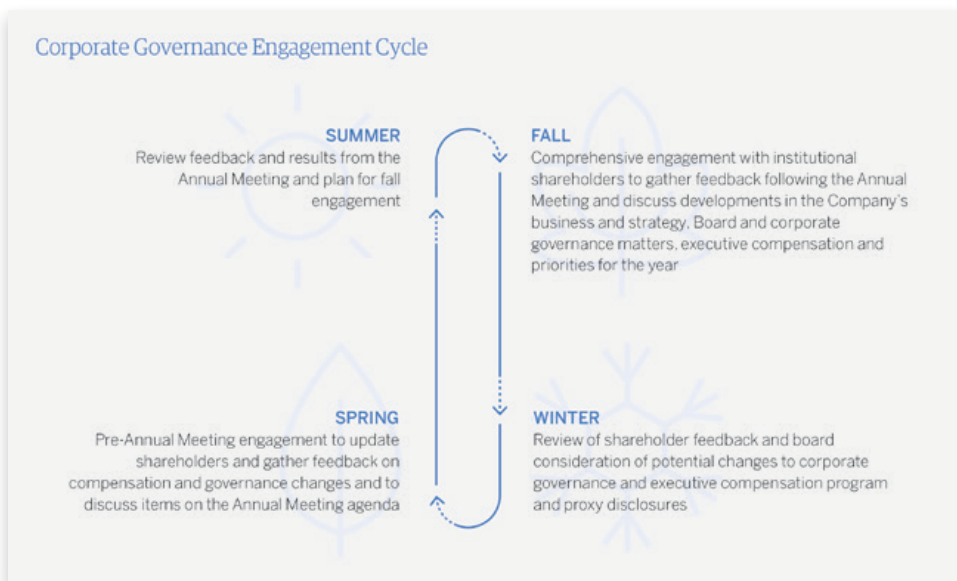 Corporate Governance Engagement Cycle
SUMMER
Review feedback and results from the
Annual Meeting and plan for fall
engagement
FALL
Comprehensive engagement with institutional
shareholders to gather feedback following the Annual
Meeting and discuss developments in the Company's
business and strategy, Board and corporate
governance matters, executive compensation and
priorities for the year
SPRING
Pre-Annual Meeting engagement to update
shareholders and gather feedback on
compensation and governance changes and to
discuss items on the Annual Meeting agenda
WINTER
Review of shareholder feedback and board
consideration of potential changes to corporate
governance and executive compensation program
and proxy disclosures